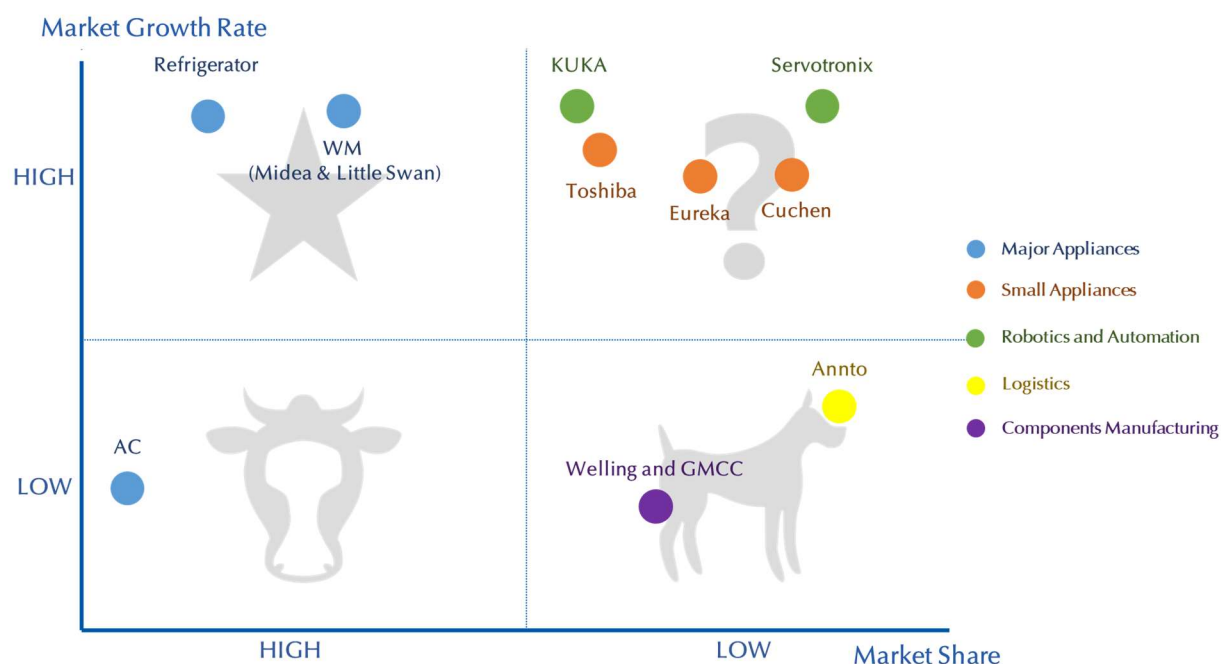 Market Growth Rate
Refrigerator
KUKA
Servotronix
WM
(Midea & Little Swan)
HIGH
Toshiba
Eureka
Cuchen
Major Appliances
Small Appliances
Robotics and Automation
Annto
Logistics
Components Manufacturing
AC
Welling and GMCC
LOW
HIGH
LOW
Market Share